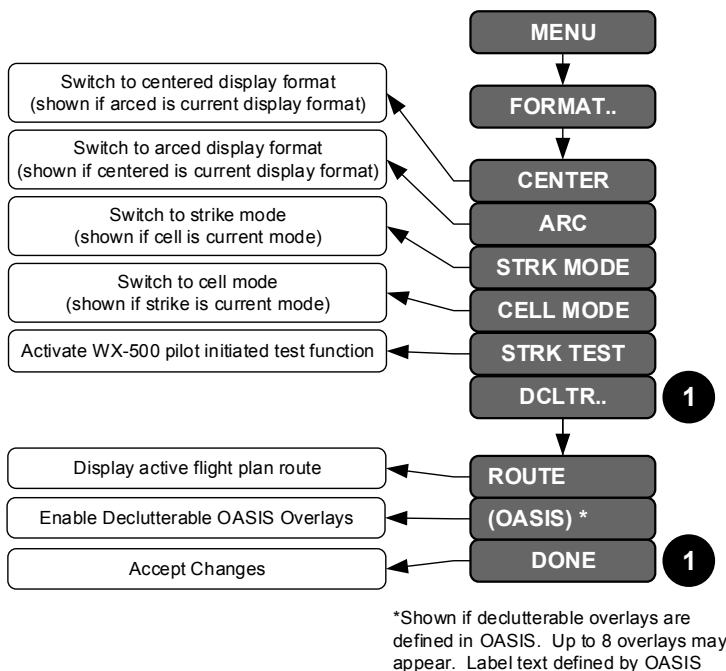 MENU
FORMAT..
Switch to centered display format
(shown if arced is current display format)
CENTER
Switch to arced display format
(shown if centered is current display format)
ARC
Switch to strike mode
(shown if cell is current mode)
STRK MODE
Switch to cell mode
(shown if strike is current mode)
CELL MODE
Activate WX-500 pilot initiated test function
STRK TEST
DCLTR..
1
Display active flight plan route
ROUTE
Enable Declutterable OASIS Overlays
(OASIS) *
Accept Changes
DONE
1
*Shown if declutterable overlays are
defined in OASIS. Up to 8 overlays may
appear. Label text defined by OASIS